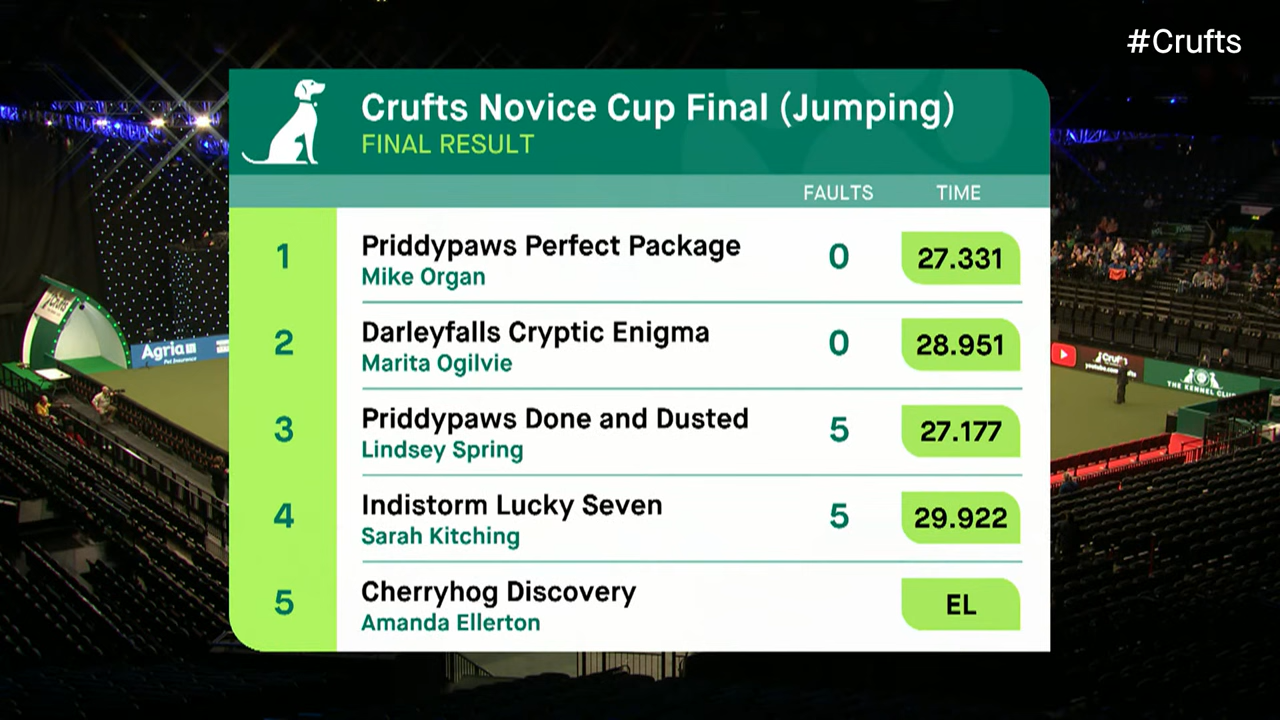 #Crufts
Crufts Novice Cup Final (Jumping)
FINAL RESULT
FAULTS TIME
1 Priddypaws Perfect Package 0 27.331
Mike Organ
2 Darleyfalls Cryptic Enigma 0 28.951
Marita Ogilvie
3 Priddypaws Done and Dusted 5 27.177
Lindsey Spring
4 Indistorm Lucky Seven 5 29.922
Sarah Kitching
5 Cherryhog Discovery EL
Amanda Ellerton
Agria
Pet Insurance
Crufts
THE KENNEL CLUB